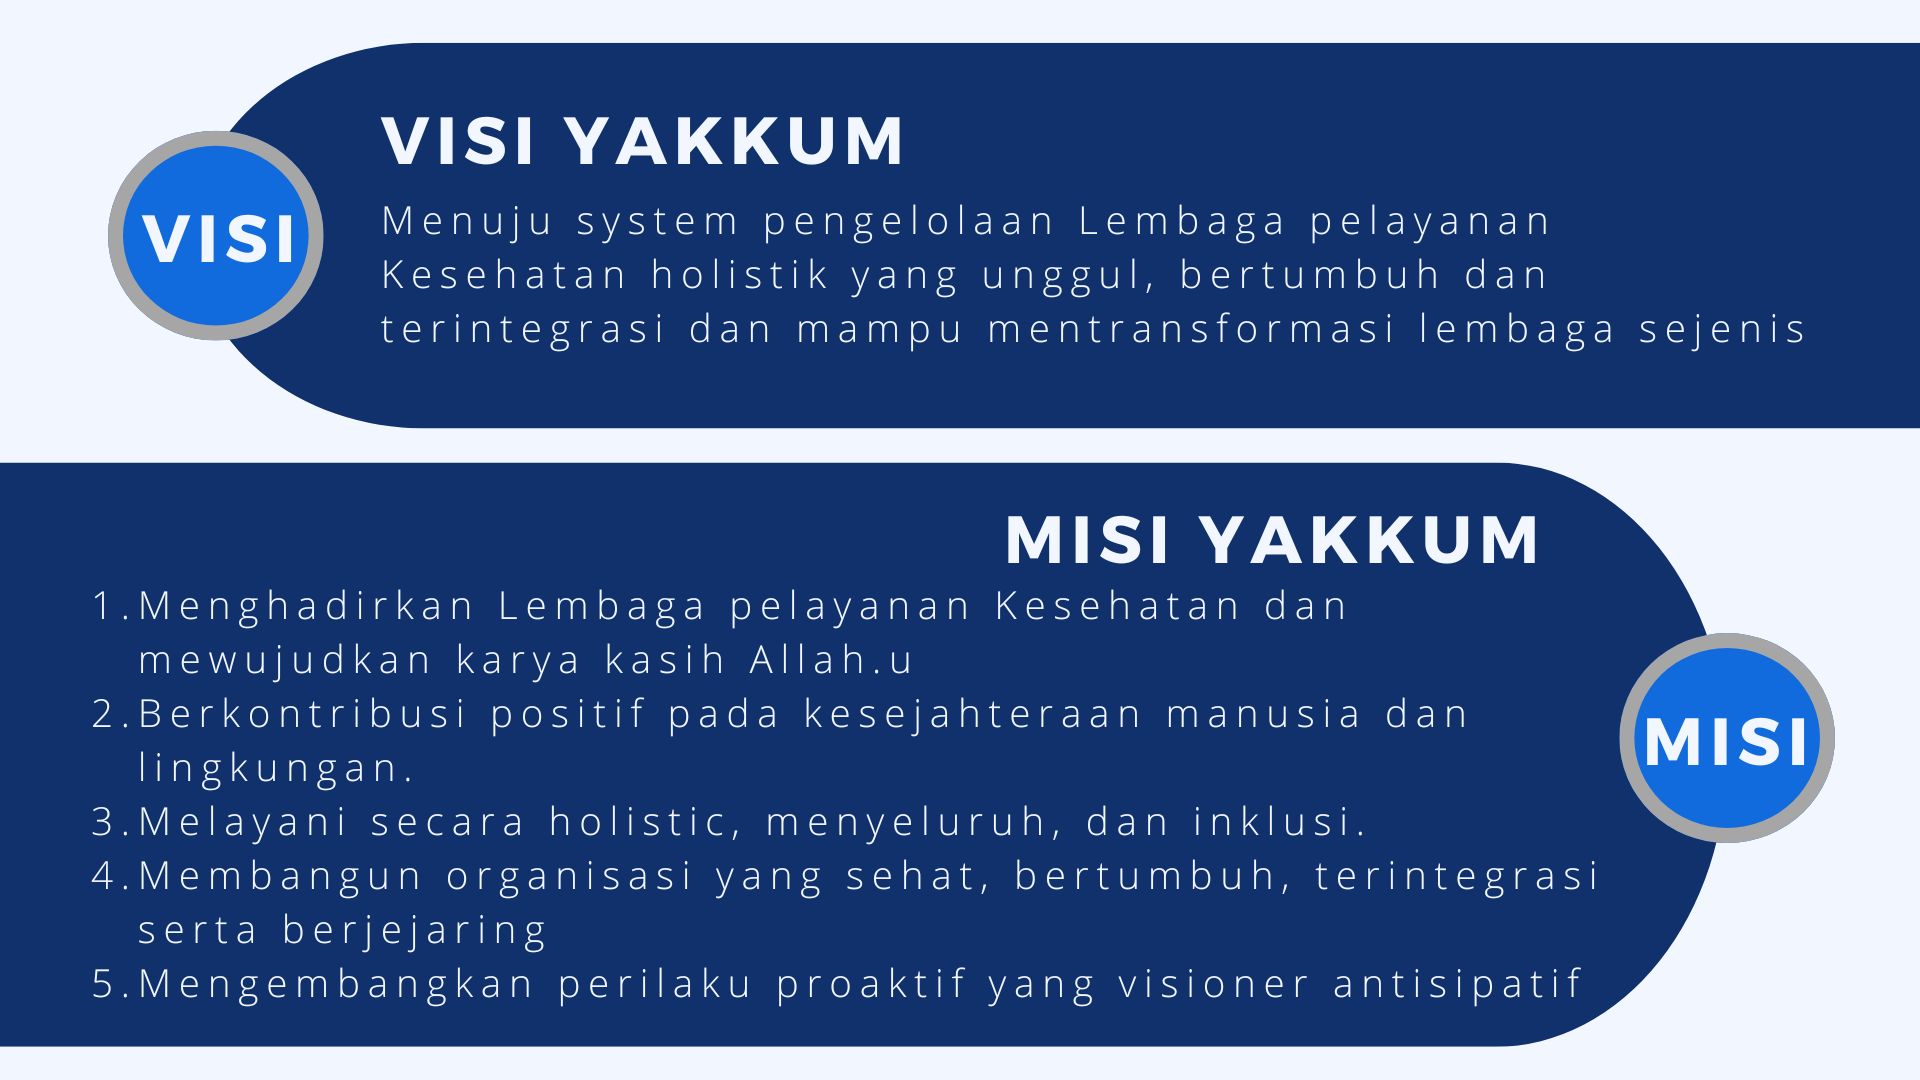 VISI YAKKUM
VISI
Menuju system pengelolaan Lembaga pelayanan
Kesehatan holistik yang unggul, bertumbuh dan
terintegrasi dan mampu mentransformasi lembaga sejenis
MISI YAKKUM
1. Menghadirkan Lembaga pelayanan Kesehatan dan
mewujudkan karya kasih Allah.u
2. Berkontribusi positif pada kesejahteraan manusia dan
lingkungan.
MISI
3. Melayani secara holistic, menyeluruh, dan inklusi.
4. Membangun organisasi yang sehat, bertumbuh, terintegrasi
serta berjejaring
5. Mengembangkan perilaku proaktif yang visioner antisipatif